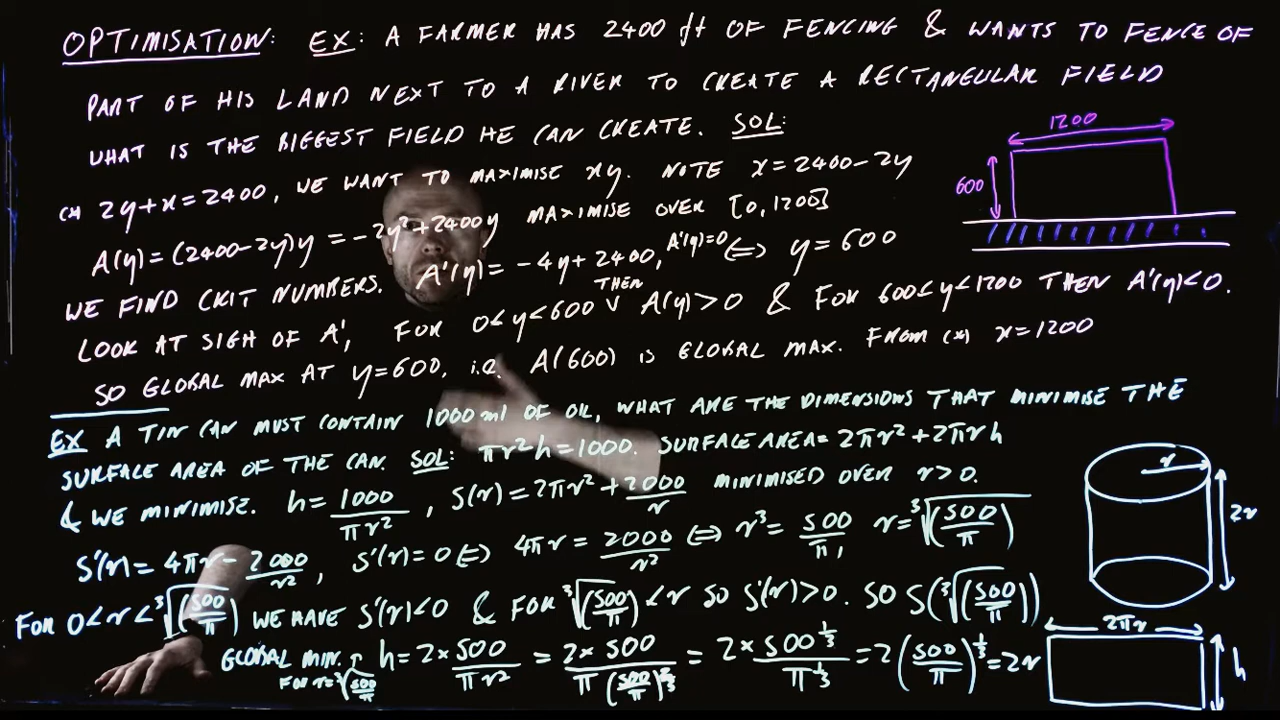 OPTIMISATION: EX: A FARMER HAS 2400 ft OF FENCING & WANTS TO FENCE OF
PART OF HIS LAND NEXT TO A RIVER TO CREATE A RECTANGULAR FIELD
WHAT IS THE BIGGEST FIELD HE CAN CREATE. SOL:
(*) 2y+x=2400, WE WANT TO MAXIMISE xy. NOTE x=2400-2y
A(y)=(2400-2y)y = -2y²+2400y MAXIMISE OVER [0,1200]
WE FIND CRIT NUMBERS. A'(y)= -4y+2400, A'(y)=0 ⟺ y=600
LOOK AT SIGN OF A', FOR 0<y<600 THEN A(y)>0 & FOR 600<y<1200 THEN A'(y)<0.
SO GLOBAL MAX AT y=600, i.e. A(600) IS GLOBAL MAX. FROM (*) x=1200
1200
600
EX A TIN CAN MUST CONTAIN 1000 ml OF OIL, WHAT ARE THE DIMENSIONS THAT MINIMISE THE
SURFACE AREA OF THE CAN. SOL: πr²h=1000. SURFACE AREA= 2πr²+2πrh
& WE MINIMISE. h= 1000/πr², S(r)=2πr²+2000/r MINIMISED OVER r>0.
S'(r)= 4πr-2000/r², S'(r)=0 ⟺ 4πr = 2000/r² ⟺ r³= 500/π, r=³√(500/π)
FOR 0<r<³√(500/π) WE HAVE S'(r)<0 & FOR ³√(500/π)<r SO S'(r)>0. SO S(³√(500/π))
GLOBAL MIN. ↑ h=2×500/πr² = 2×500/π(500/π)^2/3 = 2×500^1/3/π^1/3 =2(500/π)^1/3=2r
FOR r=³√500/π
r
2r
2πr
h